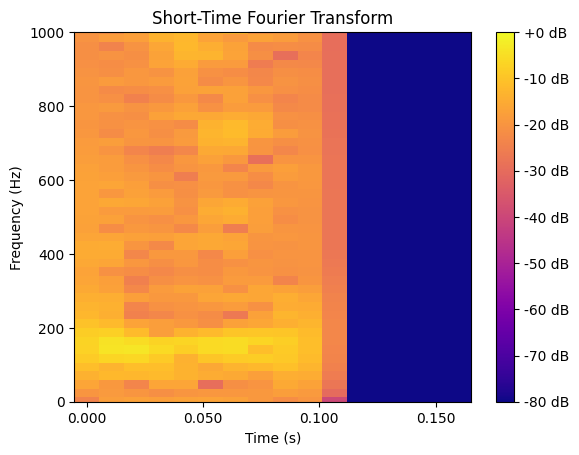 Short-Time Fourier Transform
Frequency (Hz)
1000
800
600
400
200
0
0.000
0.050
0.100
0.150
Time (s)
+0 dB
-10 dB
-20 dB
-30 dB
-40 dB
-50 dB
-60 dB
-70 dB
-80 dB